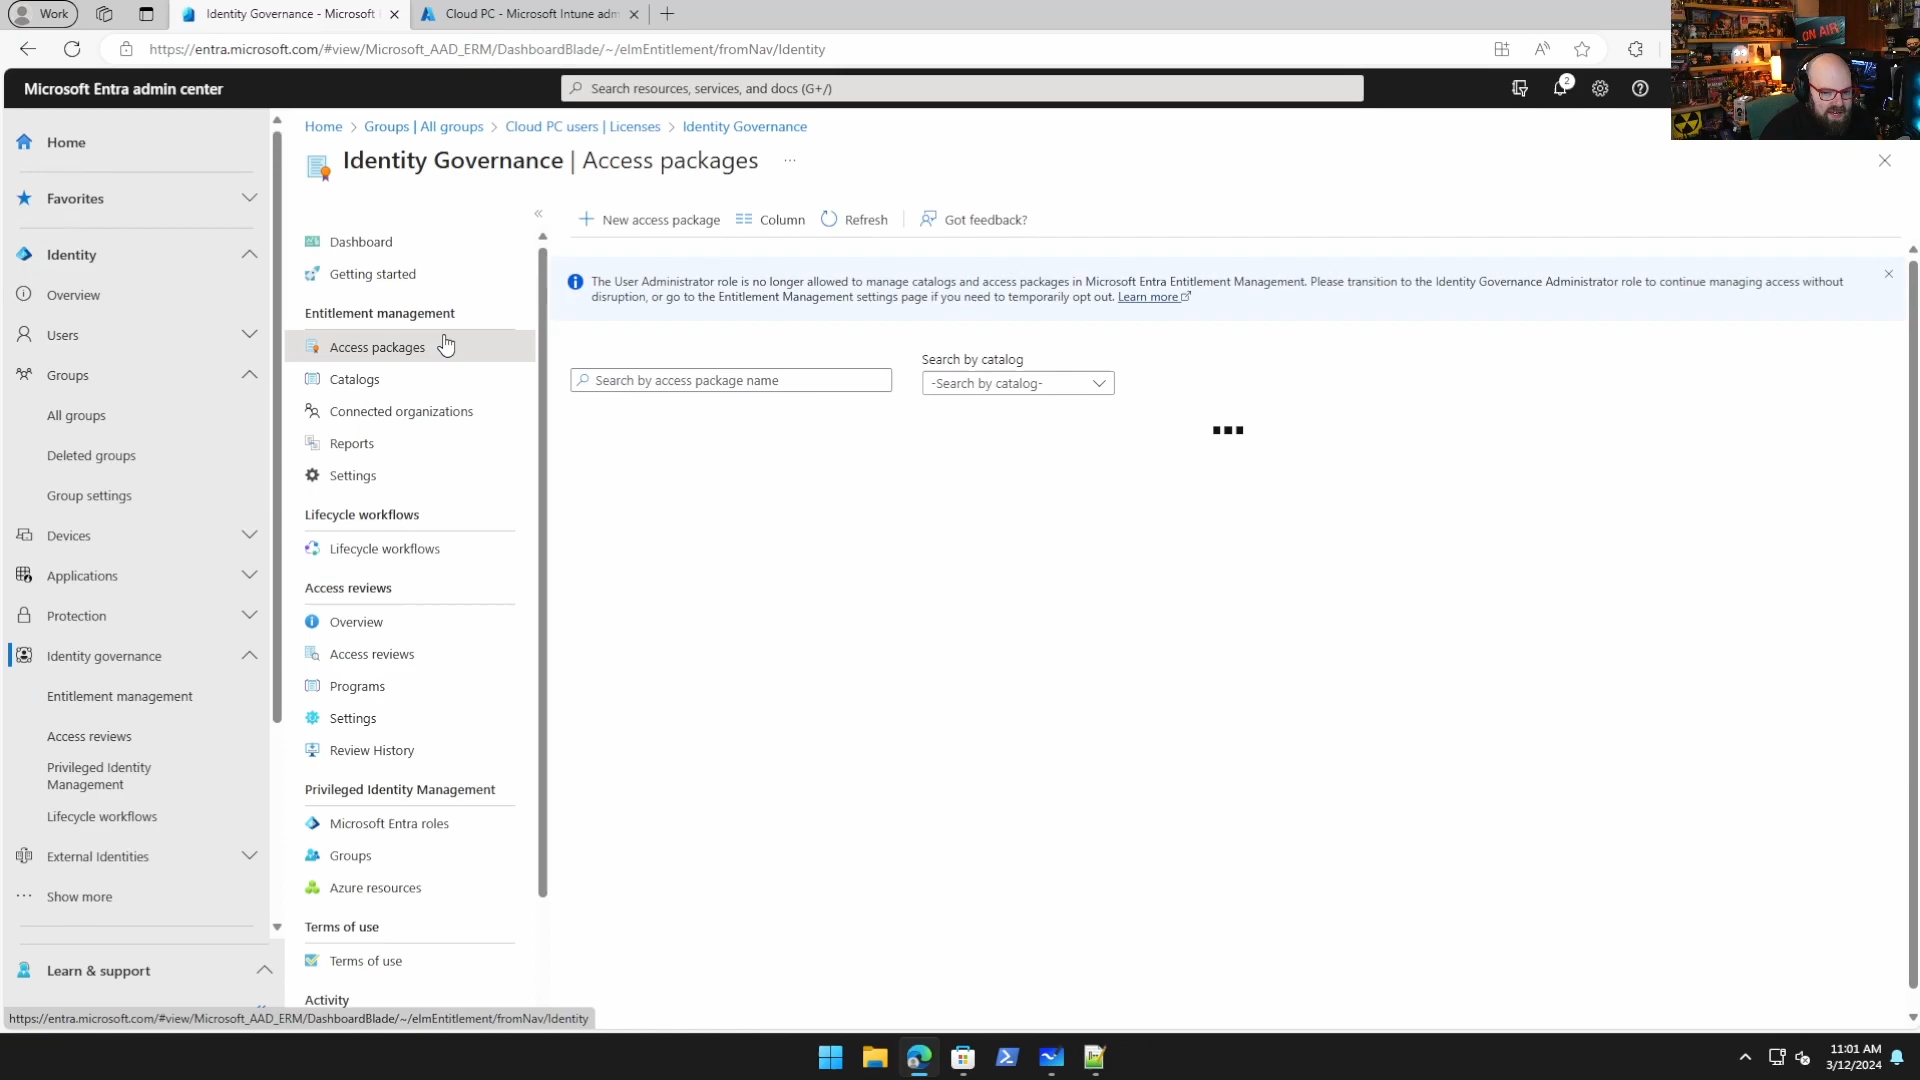 Work
Identity Governance - Microsoft
Cloud PC - Microsoft Intune adm
https://entra.microsoft.com/#view/Microsoft_AAD_ERM/DashboardBlade/~/elmEntitlement/fromNav/Identity
Microsoft Entra admin center
Search resources, services, and docs (G+/)
2
ON AIR
Home > Groups | All groups > Cloud PC users | Licenses > Identity Governance
Identity Governance | Access packages
Home
Favorites
Identity
Overview
Users
Groups
All groups
Deleted groups
Group settings
Devices
Applications
Protection
Identity governance
Entitlement management
Access reviews
Privileged Identity
Management
Lifecycle workflows
External Identities
Show more
Learn & support
Dashboard
Getting started
Entitlement management
Access packages
Catalogs
Connected organizations
Reports
Settings
Lifecycle workflows
Lifecycle workflows
Access reviews
Overview
Access reviews
Programs
Settings
Review History
Privileged Identity Management
Microsoft Entra roles
Groups
Azure resources
Terms of use
Terms of use
Activity
New access package
Column
Refresh
Got feedback?
The User Administrator role is no longer allowed to manage catalogs and access packages in Microsoft Entra Entitlement Management. Please transition to the Identity Governance Administrator role to continue managing access without
disruption, or go to the Entitlement Management settings page if you need to temporarily opt out. Learn more
Search by access package name
Search by catalog
-Search by catalog-
https://entra.microsoft.com/#view/Microsoft_AAD_ERM/DashboardBlade/~/elmEntitlement/fromNav/Identity
11:01 AM
3/12/2024